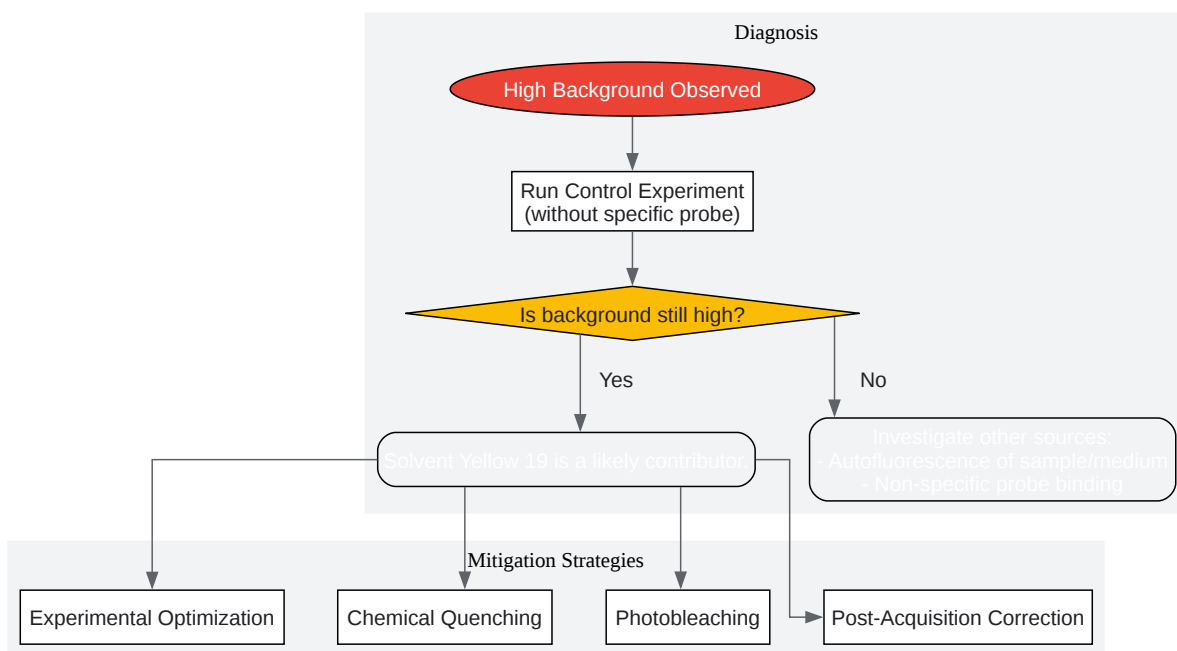 Diagnosis
High Background Observed
Run Control Experiment
(without specific probe)
Is background still high?
Yes
No
Solvent Yellow 19 is a likely contributor.
Investigate other sources:
- Autofluorescence of sample/medium
- Non-specific probe binding
Mitigation Strategies
Experimental Optimization
Chemical Quenching
Photobleaching
Post-Acquisition Correction